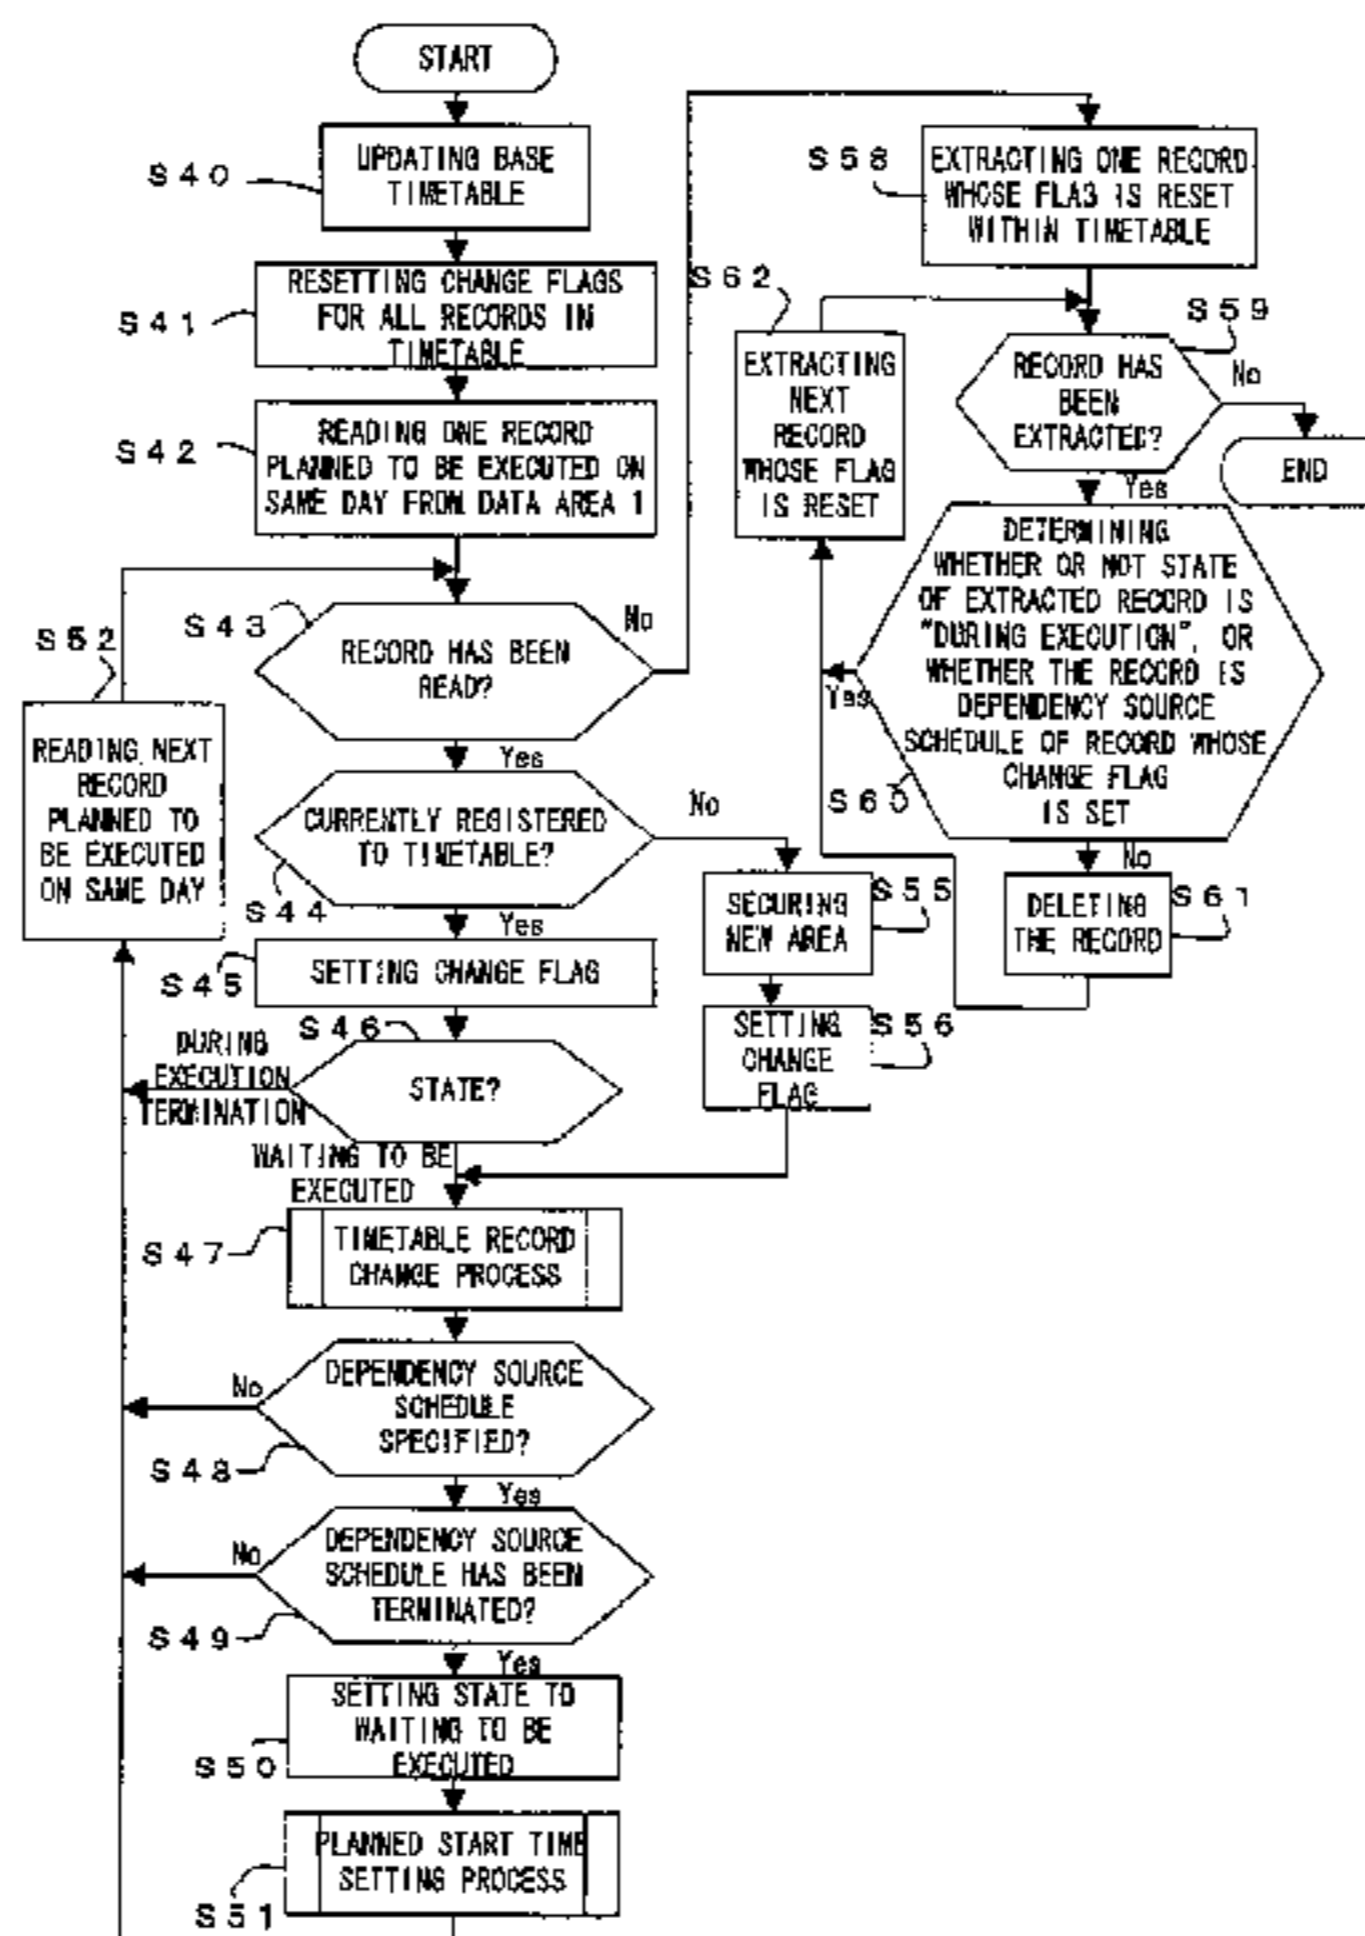 START
S40
UPDATING BASE
TIMETABLE
S41
RESETTING CHANGE FLAGS
FOR ALL RECORDS IN
TIMETABLE
S42
READING ONE RECORD
PLANNED TO BE EXECUTED ON
SAME DAY FROM DATA AREA 1
S43
RECORD HAS BEEN
READ?
No
Yes
S52
READING NEXT
RECORD
PLANNED TO
BE EXECUTED
ON SAME DAY
CURRENTLY REGISTERED
TO TIMETABLE?
S44
No
Yes
S45
SETTING CHANGE FLAG
S46
STATE?
DURING
EXECUTION
TERMINATION
WAITING TO BE
EXECUTED
S55
SECURING
NEW AREA
S56
SETTING
CHANGE
FLAG
S47
TIMETABLE RECORD
CHANGE PROCESS
DEPENDENCY SOURCE
SCHEDULE
SPECIFIED?
No
S48
Yes
DEPENDENCY SOURCE
SCHEDULE HAS BEEN
TERMINATED?
No
S49
Yes
SETTING STATE TO
WAITING TO BE
EXECUTED
S50
PLANNED START TIME
SETTING PROCESS
S51
S58
EXTRACTING ONE RECORD
WHOSE FLAG IS RESET
WITHIN TIMETABLE
S62
EXTRACTING
NEXT
RECORD
WHOSE FLAG
IS RESET
S59
RECORD HAS
BEEN
EXTRACTED?
No
END
Yes
DETERMINING
WHETHER OR NOT STATE
OF EXTRACTED RECORD IS
"DURING EXECUTION", OR
WHETHER THE RECORD IS
DEPENDENCY SOURCE
SCHEDULE OF RECORD WHOSE
CHANGE FLAG
IS SET
Yes
S60
No
S61
DELETING
THE RECORD